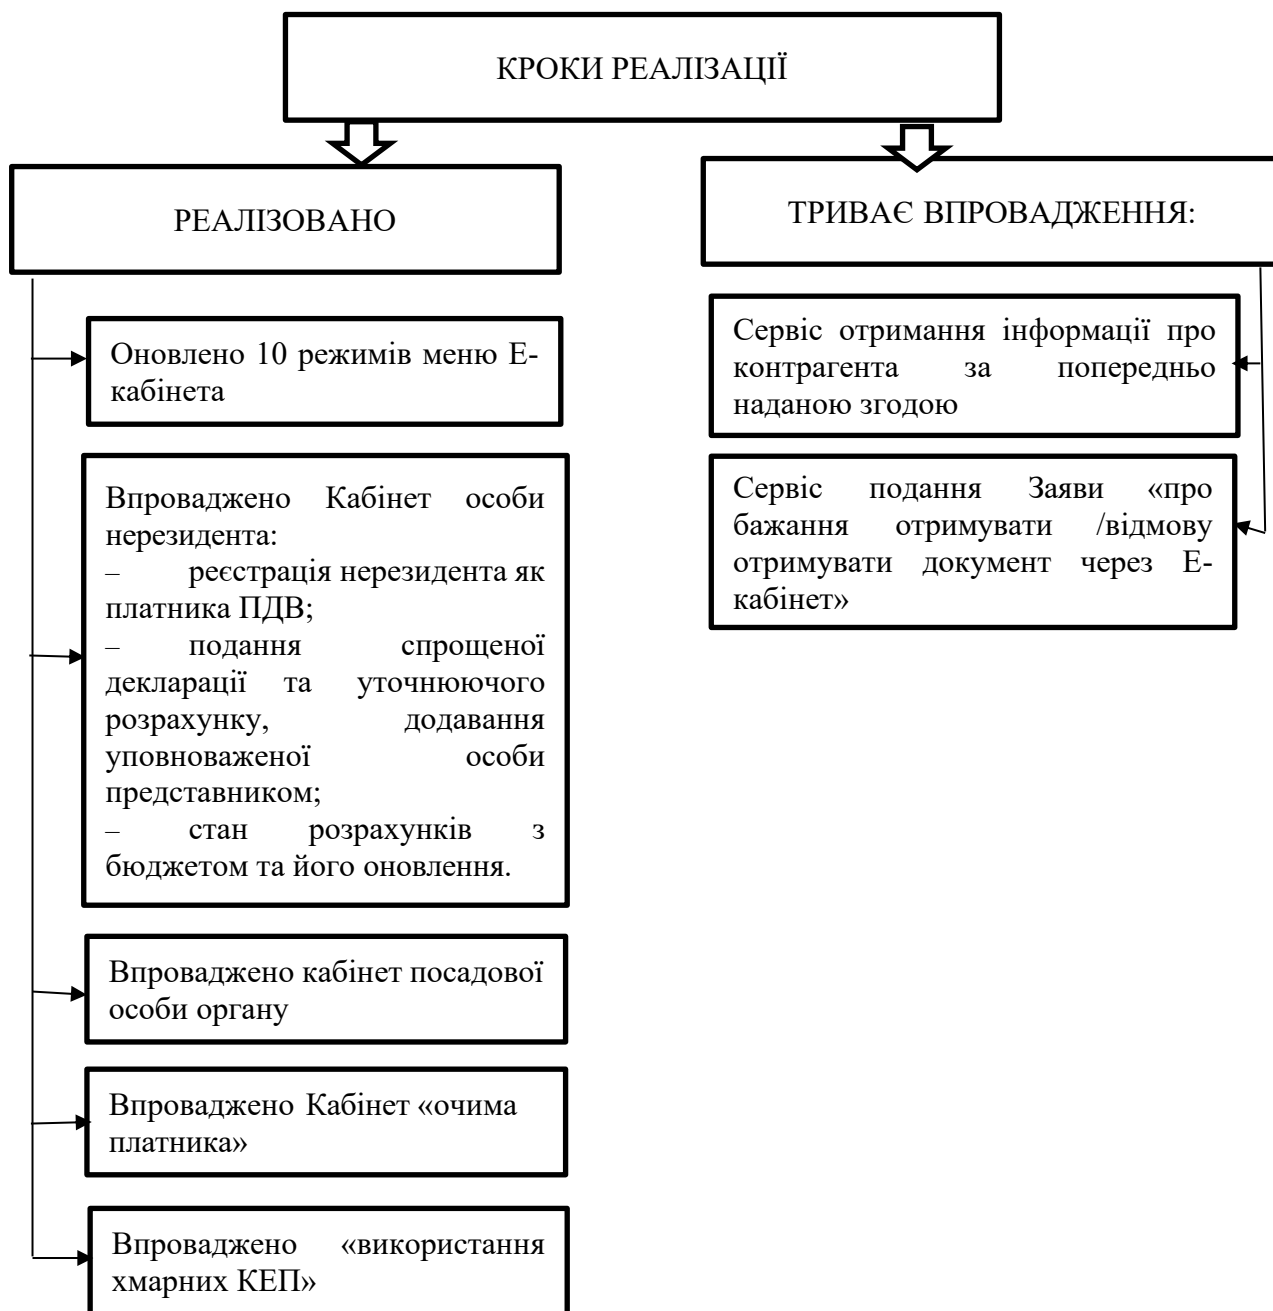 КРОКИ РЕАЛІЗАЦІЇ
РЕАЛІЗОВАНО
ТРИВАЄ ВПРОВАДЖЕННЯ:
Оновлено 10 режимів меню Е-
кабінета
Впроваджено Кабінет особи
нерезидента:
– реєстрація нерезидента як
платника ПДВ;
– подання спрощеної
декларації та уточнюючого
розрахунку, додавання
уповноваженої особи
представником;
– стан розрахунків з
бюджетом та його оновлення.
Впроваджено кабінет посадової
особи органу
Впроваджено Кабінет «очима
платника»
Впроваджено «використання
хмарних КЕП»
Сервіс отримання інформації про
контрагента за попередньо
наданою згодою
Сервіс подання Заяви «про
бажання отримувати /відмову
отримувати документ через Е-
кабінет»